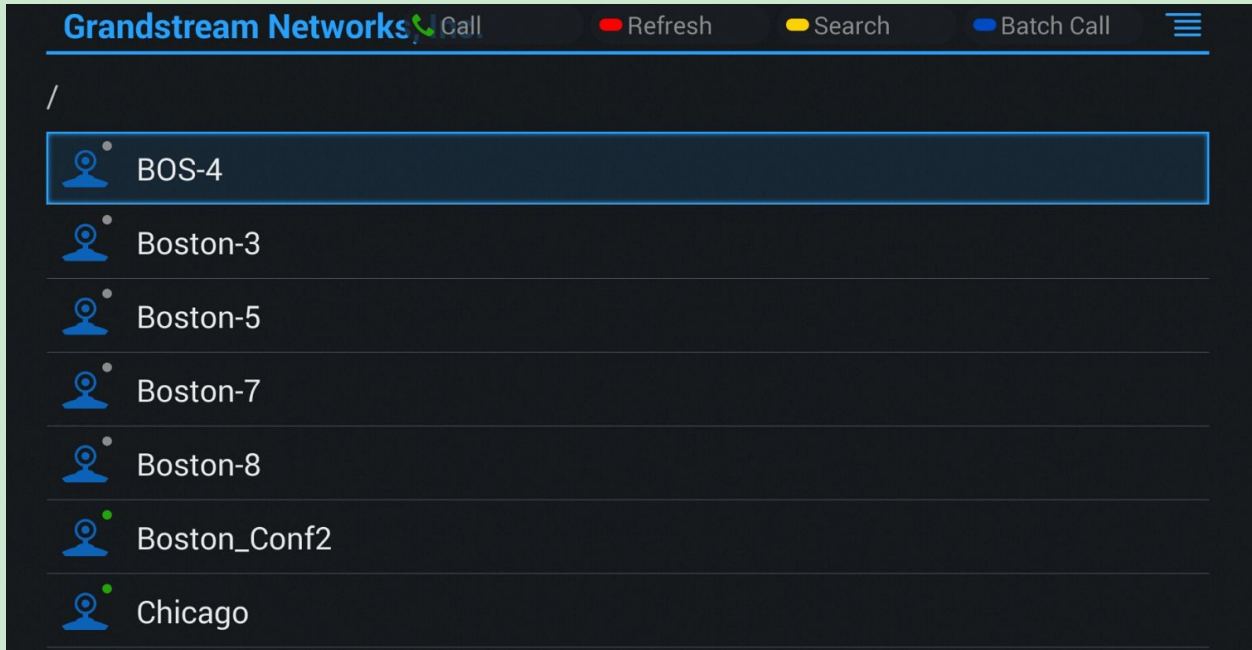 Grandstream Networks, Inc. Call Refresh Search Batch Call
/
BOS-4
Boston-3
Boston-5
Boston-7
Boston-8
Boston_Conf2
Chicago